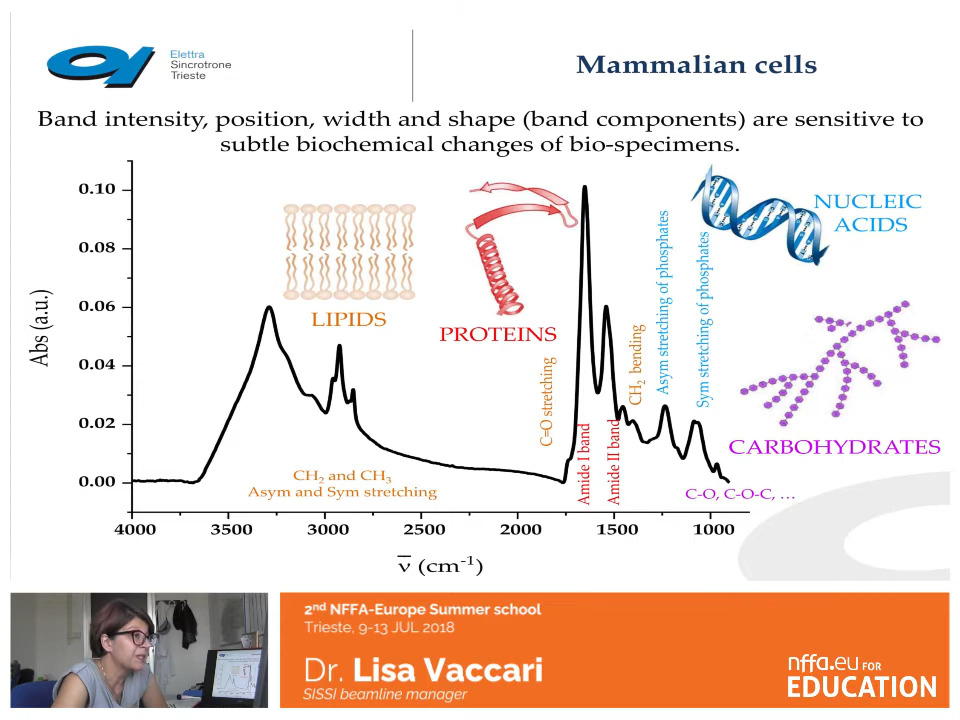 Elettra
Sincrotrone
Trieste
Mammalian cells
Band intensity, position, width and shape (band components) are sensitive to
subtle biochemical changes of bio-specimens.
0.10
0.08
0.06
0.04
0.02
0.00
Abs (a.u.)
LIPIDS
PROTEINS
NUCLEIC
ACIDS
CARBOHYDRATES
CH₂ and CH₃
Asym and Sym stretching
C=O stretching
Amide I band
Amide II band
CH₂ bending
Asym stretching of phosphates
Sym stretching of phosphates
C-O, C-O-C, …
4000
3500
3000
2500
2000
1500
1000
ν̅ (cm⁻¹)
2nd NFFA-Europe Summer school
Trieste, 9-13 JUL 2018
Dr. Lisa Vaccari
SISSI beamline manager
nffa.eu FOR
EDUCATION